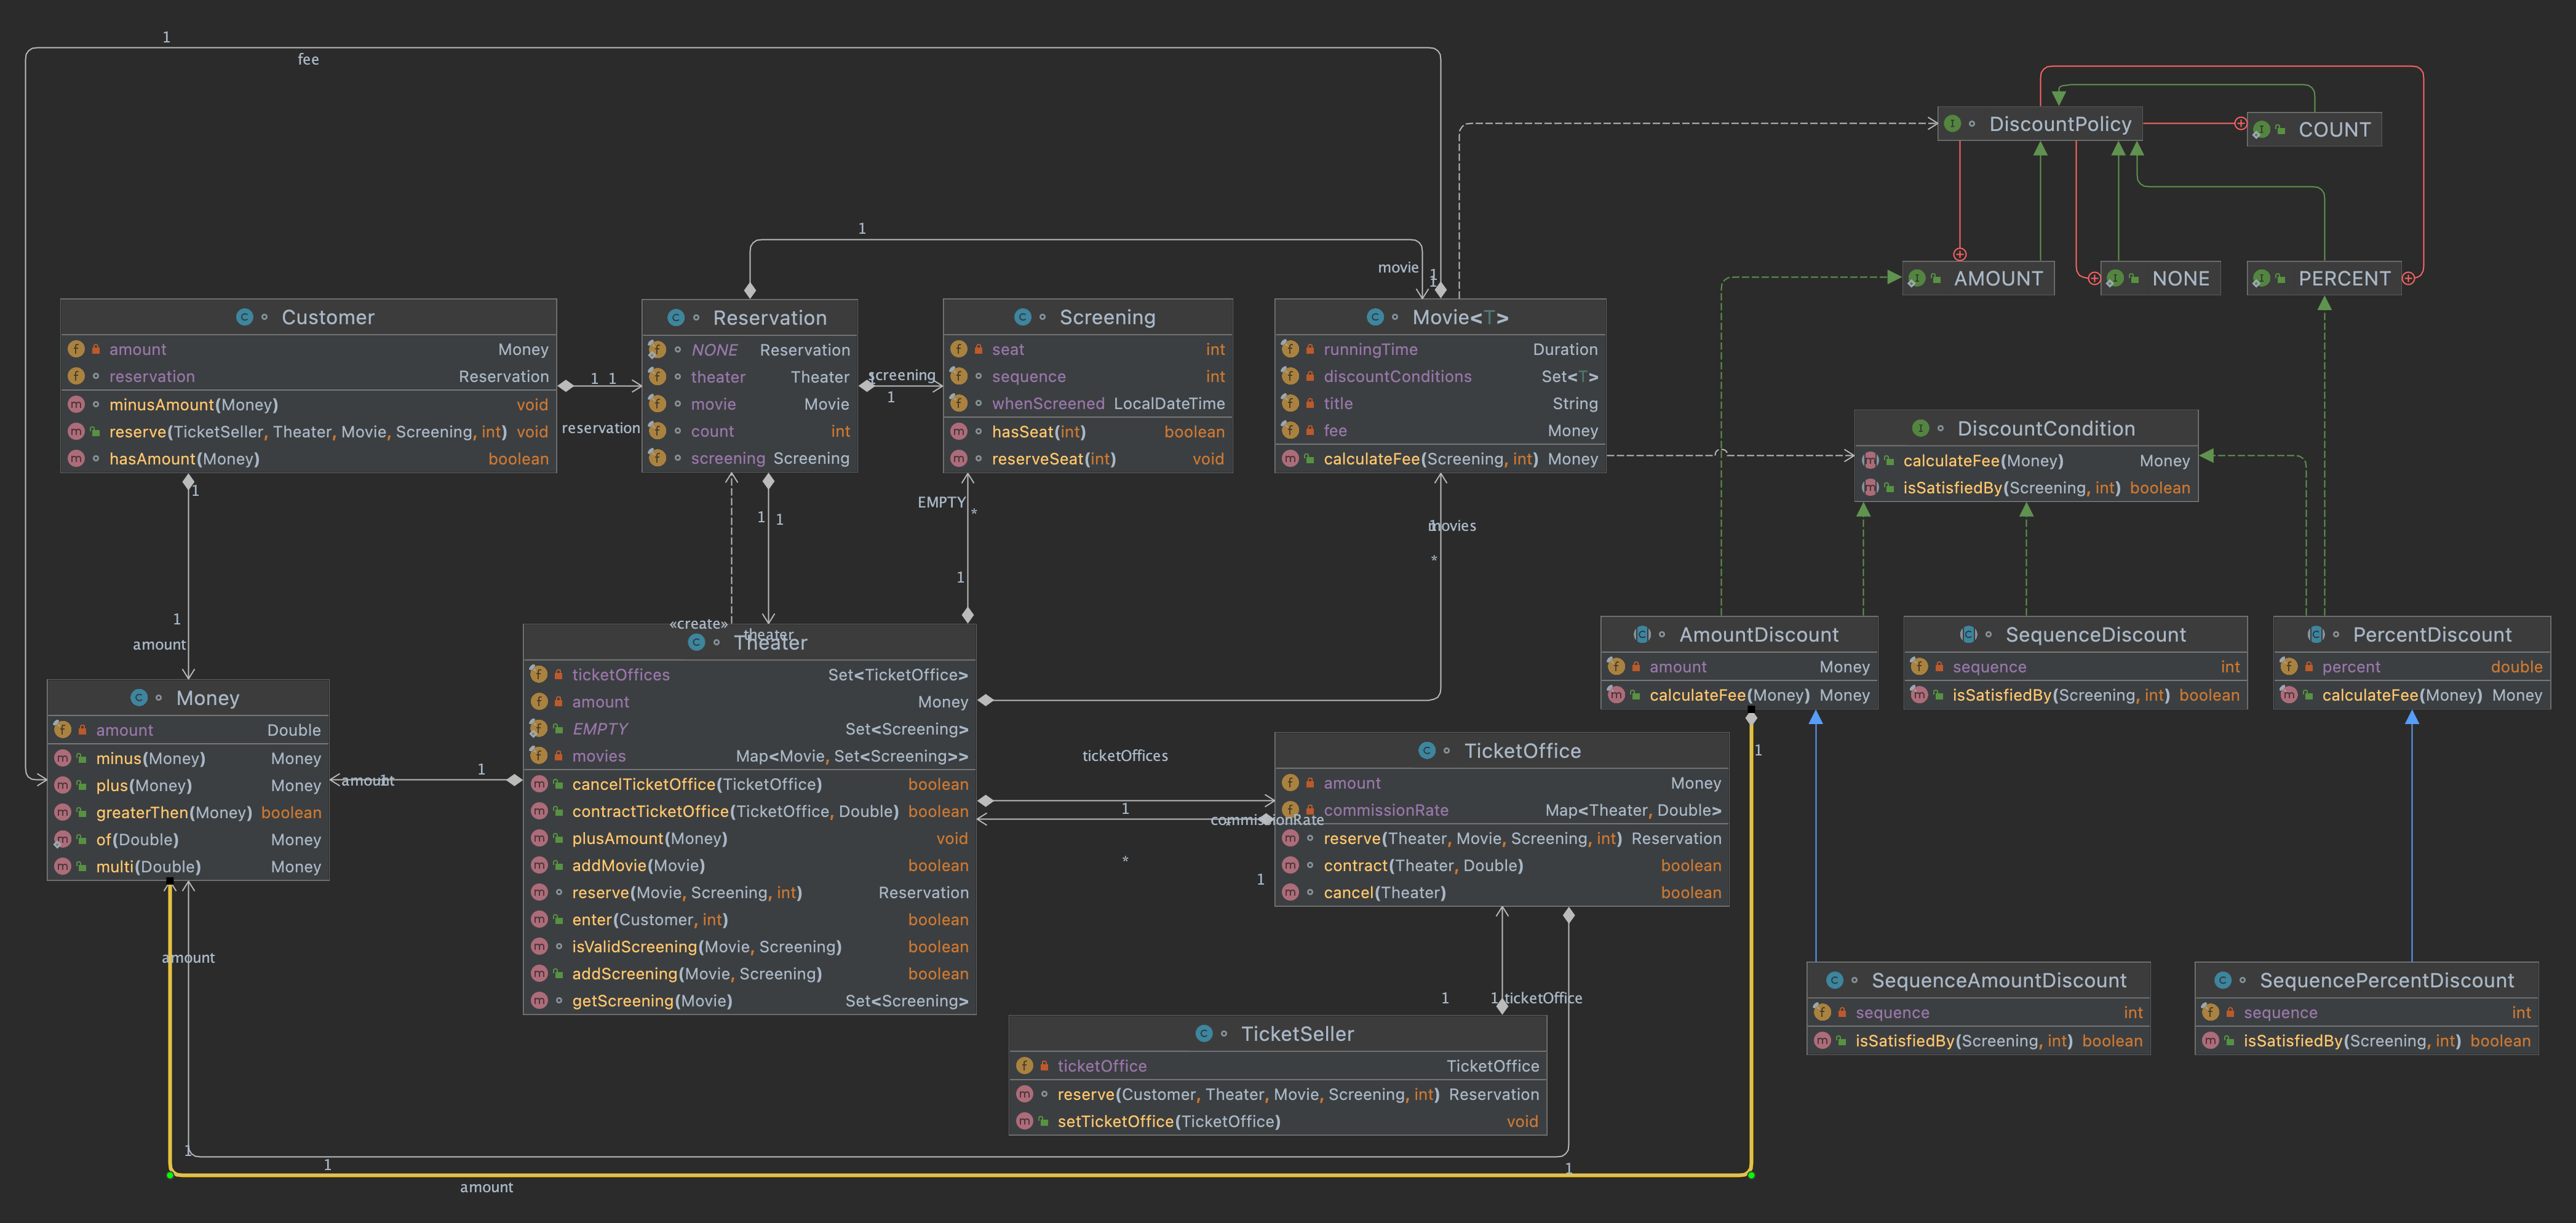 1
fee
DiscountPolicy
COUNT
1
movie
1
1
AMOUNT
NONE
PERCENT
Customer
amount Money
reservation Reservation
minusAmount(Money) void
reserve(TicketSeller, Theater, Movie, Screening, int) void
hasAmount(Money) boolean
1 1
reservation
Reservation
NONE Reservation
theater Theater
movie Movie
count int
screening Screening
screening
1
1
Screening
seat int
sequence int
whenScreened LocalDateTime
hasSeat(int) boolean
reserveSeat(int) void
Movie<T>
runningTime Duration
discountConditions Set<T>
title String
fee Money
calculateFee(Screening, int) Money
DiscountCondition
calculateFee(Money) Money
isSatisfiedBy(Screening, int) boolean
1
1
amount
1 1
«create»
theater
EMPTY
*
1
movies
1
*
Money
amount Double
minus(Money) Money
plus(Money) Money
greaterThen(Money) boolean
of(Double) Money
multi(Double) Money
amount
1
1
Theater
ticketOffices Set<TicketOffice>
amount Money
EMPTY Set<Screening>
movies Map<Movie, Set<Screening>>
cancelTicketOffice(TicketOffice) boolean
contractTicketOffice(TicketOffice, Double) boolean
plusAmount(Money) void
addMovie(Movie) boolean
reserve(Movie, Screening, int) Reservation
enter(Customer, int) boolean
isValidScreening(Movie, Screening) boolean
addScreening(Movie, Screening) boolean
getScreening(Movie) Set<Screening>
ticketOffices
1
commissionRate
*
1
TicketOffice
amount Money
commissionRate Map<Theater, Double>
reserve(Theater, Movie, Screening, int) Reservation
contract(Theater, Double) boolean
cancel(Theater) boolean
AmountDiscount
amount Money
calculateFee(Money) Money
1
SequenceDiscount
sequence int
isSatisfiedBy(Screening, int) boolean
PercentDiscount
percent double
calculateFee(Money) Money
amount
1
1 ticketOffice
TicketSeller
ticketOffice TicketOffice
reserve(Customer, Theater, Movie, Screening, int) Reservation
setTicketOffice(TicketOffice) void
SequenceAmountDiscount
sequence int
isSatisfiedBy(Screening, int) boolean
SequencePercentDiscount
sequence int
isSatisfiedBy(Screening, int) boolean
1
1
1
amount